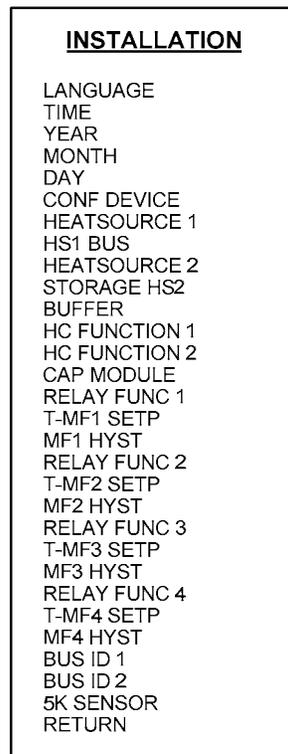 INSTALLATION
LANGUAGE
TIME
YEAR
MONTH
DAY
CONF DEVICE
HEATSOURCE 1
HS1 BUS
HEATSOURCE 2
STORAGE HS2
BUFFER
HC FUNCTION 1
HC FUNCTION 2
CAP MODULE
RELAY FUNC 1
T-MF1 SETP
MF1 HYST
RELAY FUNC 2
T-MF2 SETP
MF2 HYST
RELAY FUNC 3
T-MF3 SETP
MF3 HYST
RELAY FUNC 4
T-MF4 SETP
MF4 HYST
BUS ID 1
BUS ID 2
5K SENSOR
RETURN